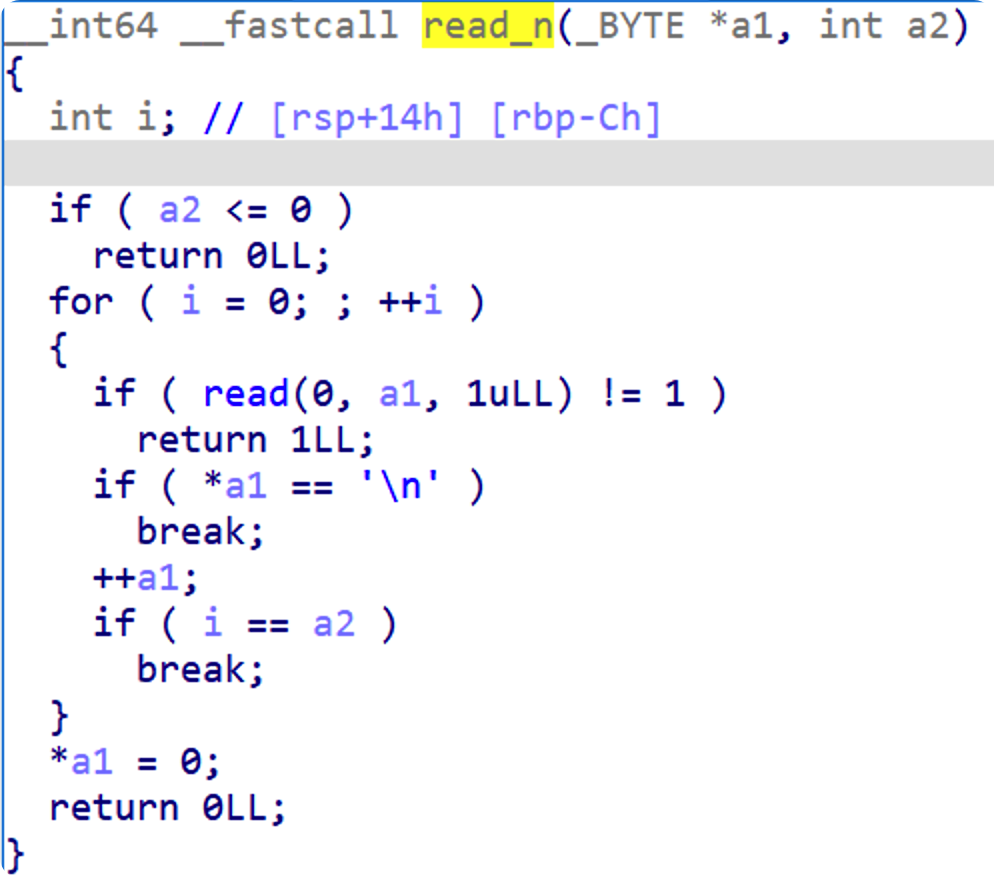 __int64 __fastcall read_n(_BYTE *a1, int a2)
{
  int i; // [rsp+14h] [rbp-Ch]

  if ( a2 <= 0 )
    return 0LL;
  for ( i = 0; ; ++i )
  {
    if ( read(0, a1, 1uLL) != 1 )
      return 1LL;
    if ( *a1 == '\n' )
      break;
    ++a1;
    if ( i == a2 )
      break;
  }
  *a1 = 0;
  return 0LL;
}